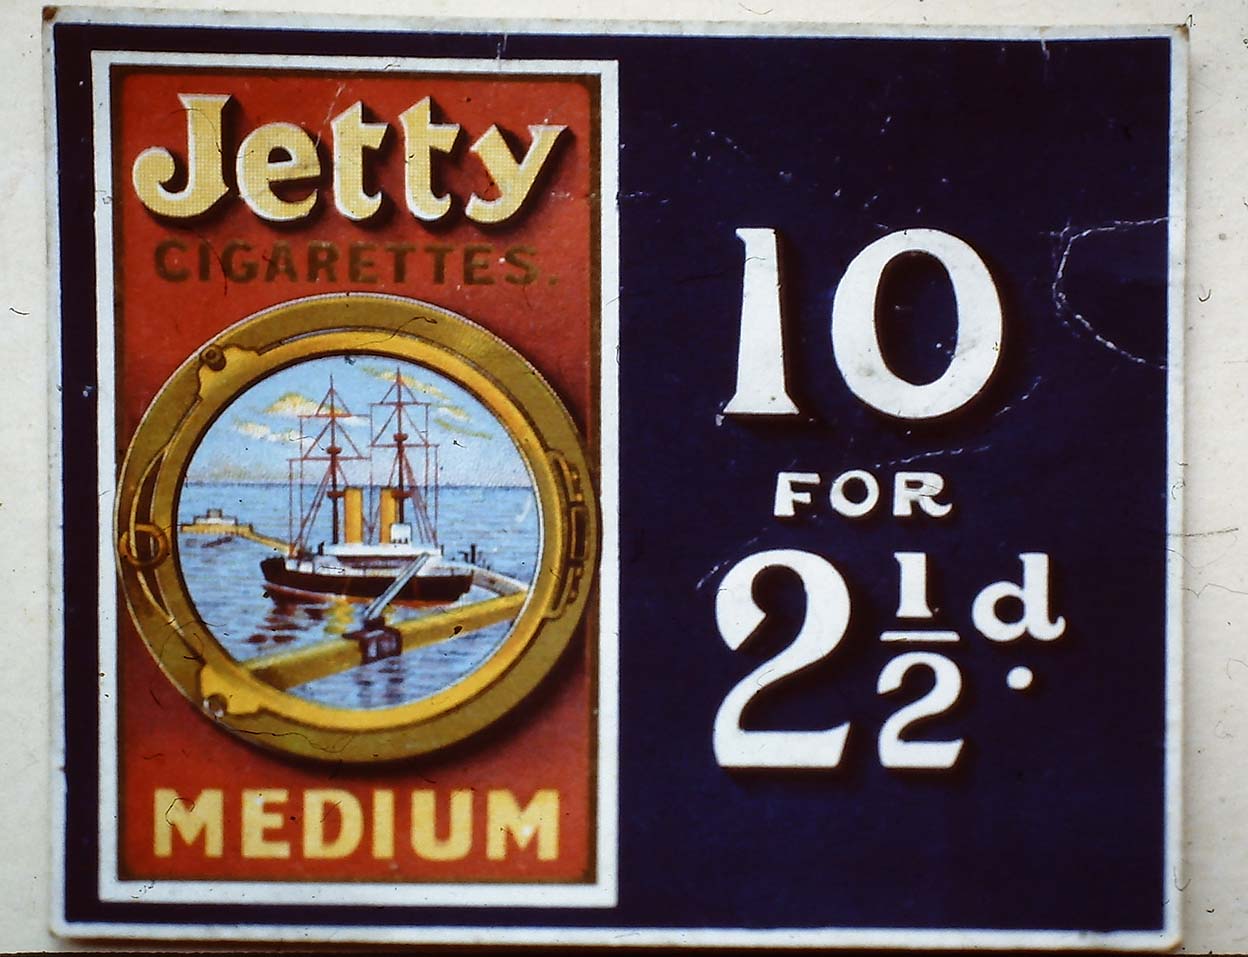 Jetty
CIGARETTES.
MEDIUM
10
FOR
2½d.